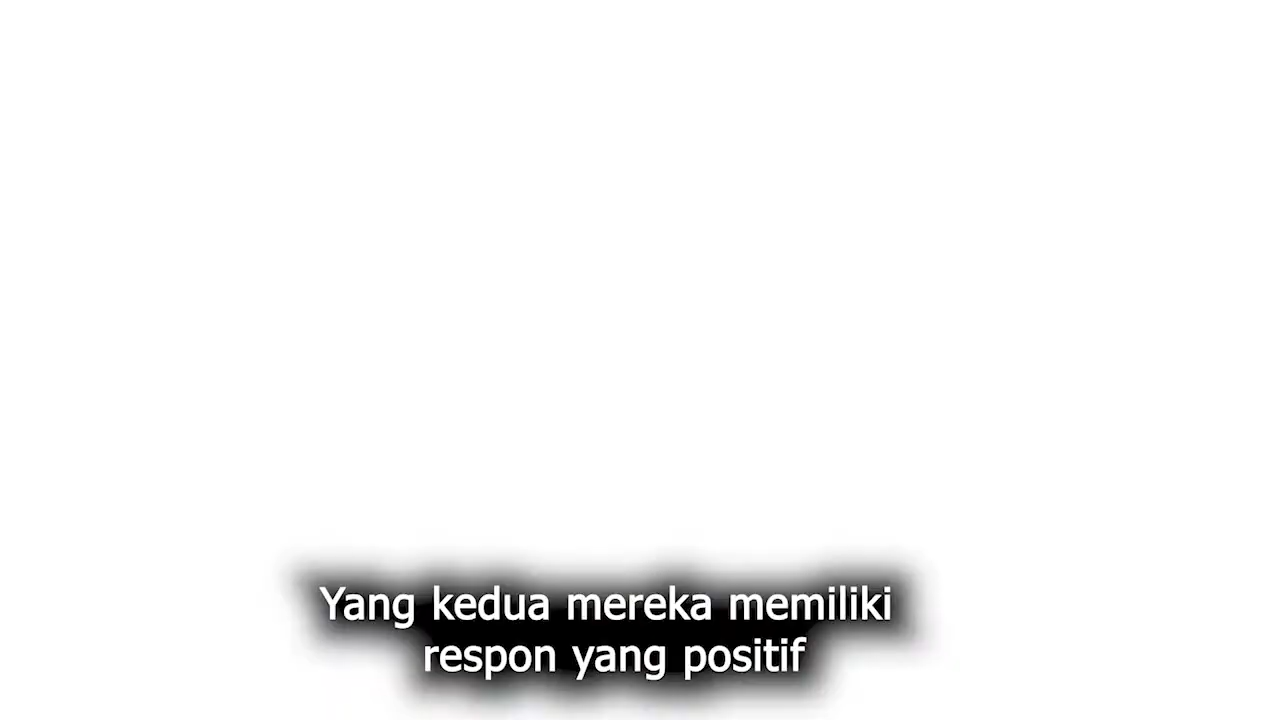 Yang kedua mereka memiliki
respon yang positif